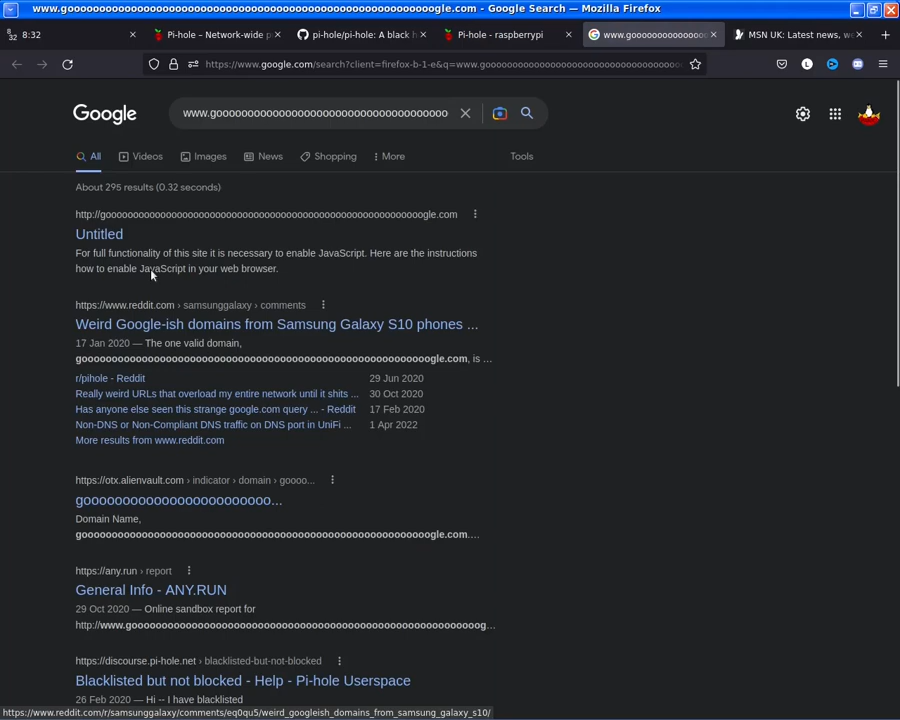 www.goooooooooooooooooooooooooooooooooooooooooooooooooooooooogle.com - Google Search — Mozilla Firefox
8:32
Pi-hole – Network-wide p
pi-hole/pi-hole: A black h
Pi-hole - raspberrypi
www.goooooooooooooo
MSN UK: Latest news, we
https://www.google.com/search?client=firefox-b-1-e&q=www.gooooooooooooooooooooooooooooooooo
Google
www.gooooooooooooooooooooooooooooooooooooo
All
Videos
Images
News
Shopping
More
Tools
About 295 results (0.32 seconds)
http://goooooooooooooooooooooooooooooooooooooooooooooooooooooooogle.com
Untitled
For full functionality of this site it is necessary to enable JavaScript. Here are the instructions
how to enable JavaScript in your web browser.
https://www.reddit.com › samsunggalaxy › comments
Weird Google-ish domains from Samsung Galaxy S10 phones ...
17 Jan 2020 — The one valid domain,
goooooooooooooooooooooooooooooooooooooooooooooooooooooooogle.com, is ...
r/pihole - Reddit 29 Jun 2020
Really weird URLs that overload my entire network until it shits ... 30 Oct 2020
Has anyone else seen this strange google.com query ... - Reddit 17 Feb 2020
Non-DNS or Non-Compliant DNS traffic on DNS port in UniFi ... 1 Apr 2022
More results from www.reddit.com
https://otx.alienvault.com › indicator › domain › goooo...
goooooooooooooooooooooooo...
Domain Name,
goooooooooooooooooooooooooooooooooooooooooooooooooooooooogle.com....
https://any.run › report
General Info - ANY.RUN
29 Oct 2020 — Online sandbox report for
http://www.goooooooooooooooooooooooooooooooooooooooooooooooooooooooog...
https://discourse.pi-hole.net › blacklisted-but-not-blocked
Blacklisted but not blocked - Help - Pi-hole Userspace
26 Feb 2020 — Hi -- I have blacklisted
https://www.reddit.com/r/samsunggalaxy/comments/eq0qu5/weird_googleish_domains_from_samsung_galaxy_s10/